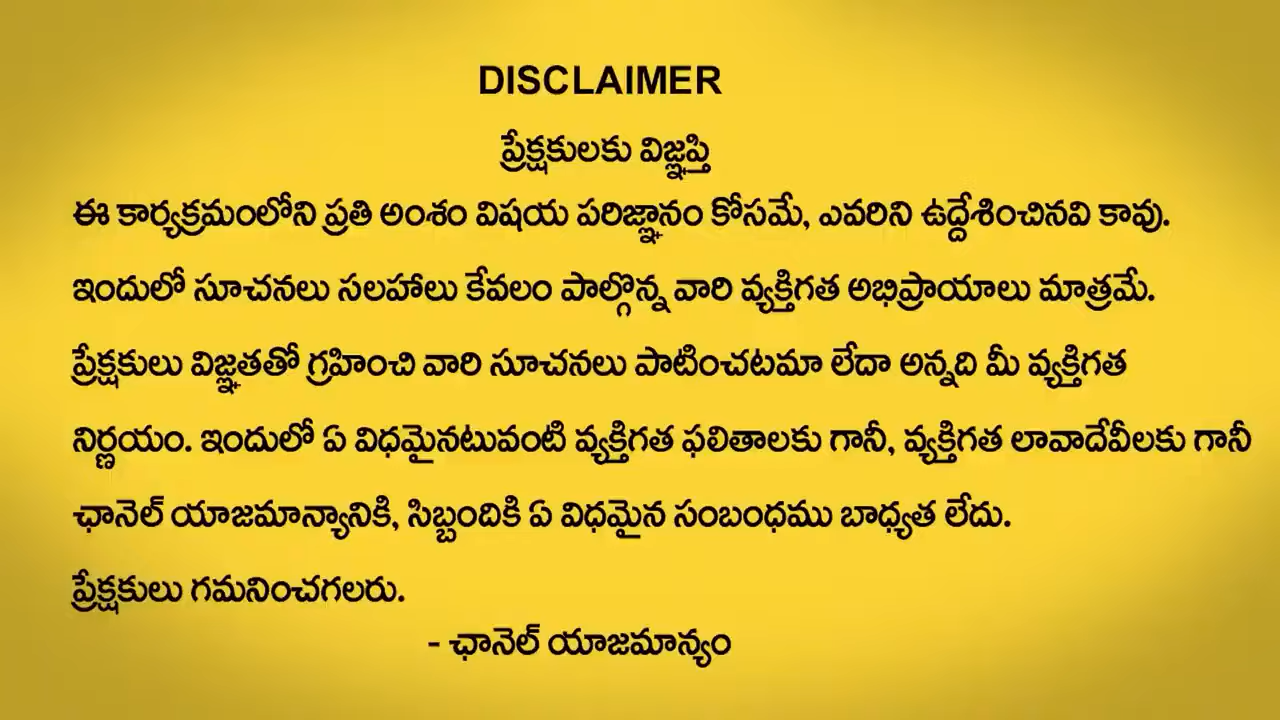 DISCLAIMER
ప్రేక్షకులకు విజ్ఞప్తి
ఈ కార్యక్రమంలోని ప్రతి అంశం విషయ పరిజ్ఞానం కోసమే, ఎవరిని ఉద్దేశించినవి కావు.
ఇందులో సూచనలు సలహాలు కేవలం పాల్గొన్న వారి వ్యక్తిగత అభిప్రాయాలు మాత్రమే.
ప్రేక్షకులు విజ్ఞతతో గ్రహించి వారి సూచనలు పాటించటమా లేదా అన్నది మీ వ్యక్తిగత
నిర్ణయం. ఇందులో ఏ విధమైనటువంటి వ్యక్తిగత ఫలితాలకు గానీ, వ్యక్తిగత లావాదేవీలకు గానీ
ఛానెల్ యాజమాన్యానికి, సిబ్బందికి ఏ విధమైన సంబంధము బాధ్యత లేదు.
ప్రేక్షకులు గమనించగలరు.
- ఛానెల్ యాజమాన్యం